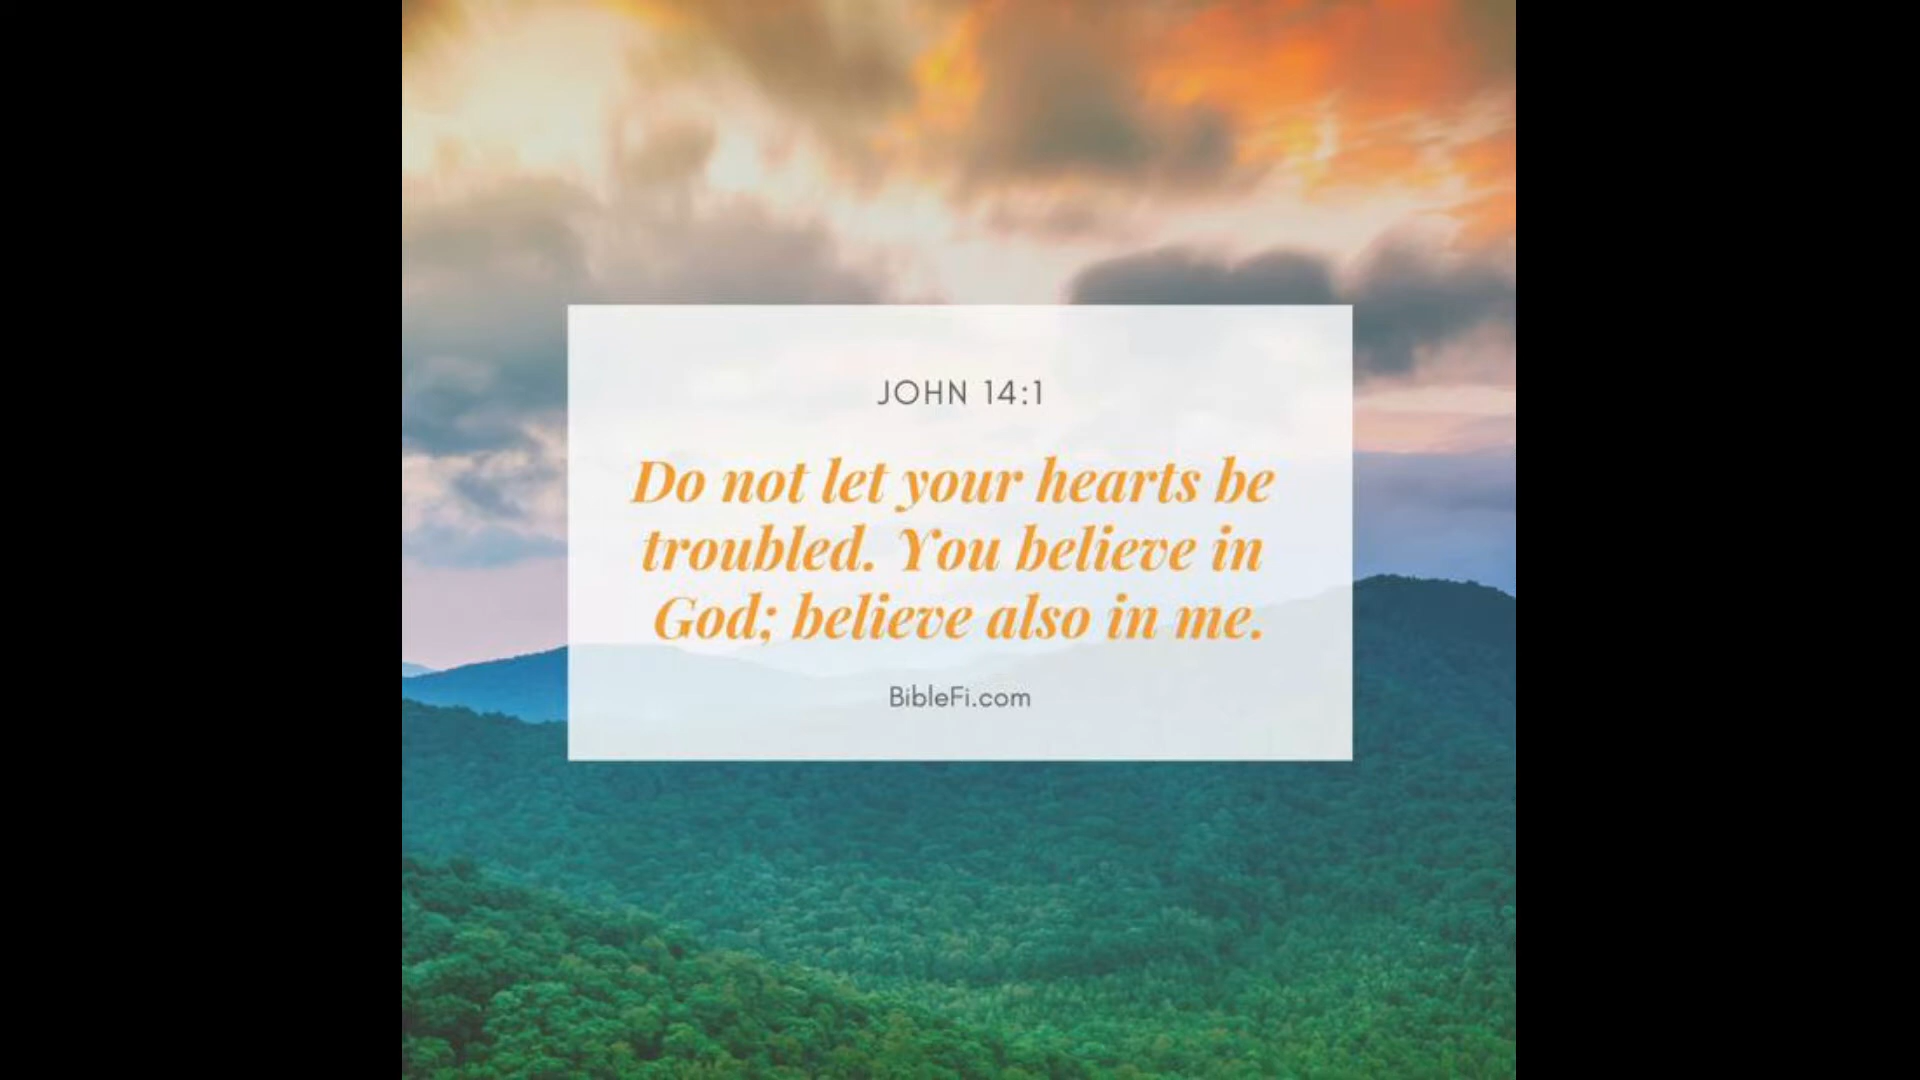 JOHN 14:1
Do not let your hearts be
troubled. You believe in
God; believe also in me.
BibleFi.com